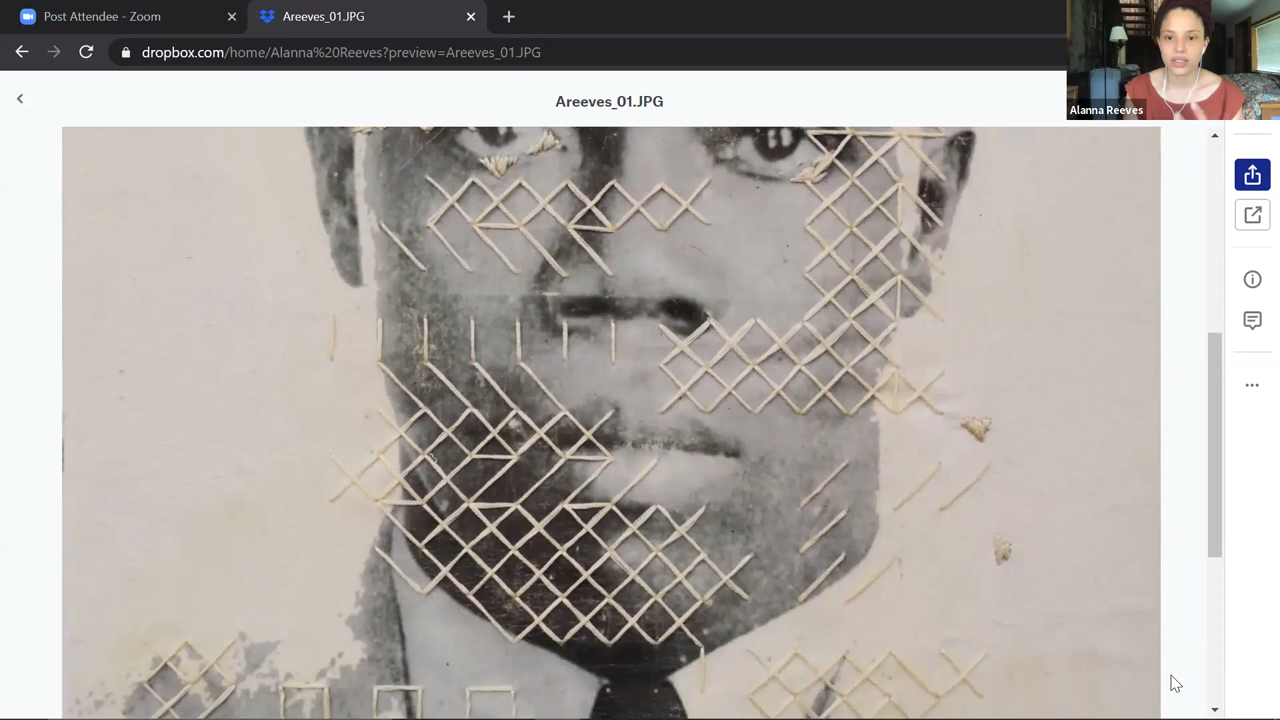 Post Attendee - Zoom
Areeves_01.JPG
dropbox.com/home/Alanna%20Reeves?preview=Areeves_01.JPG
Alanna Reeves
Areeves_01.JPG